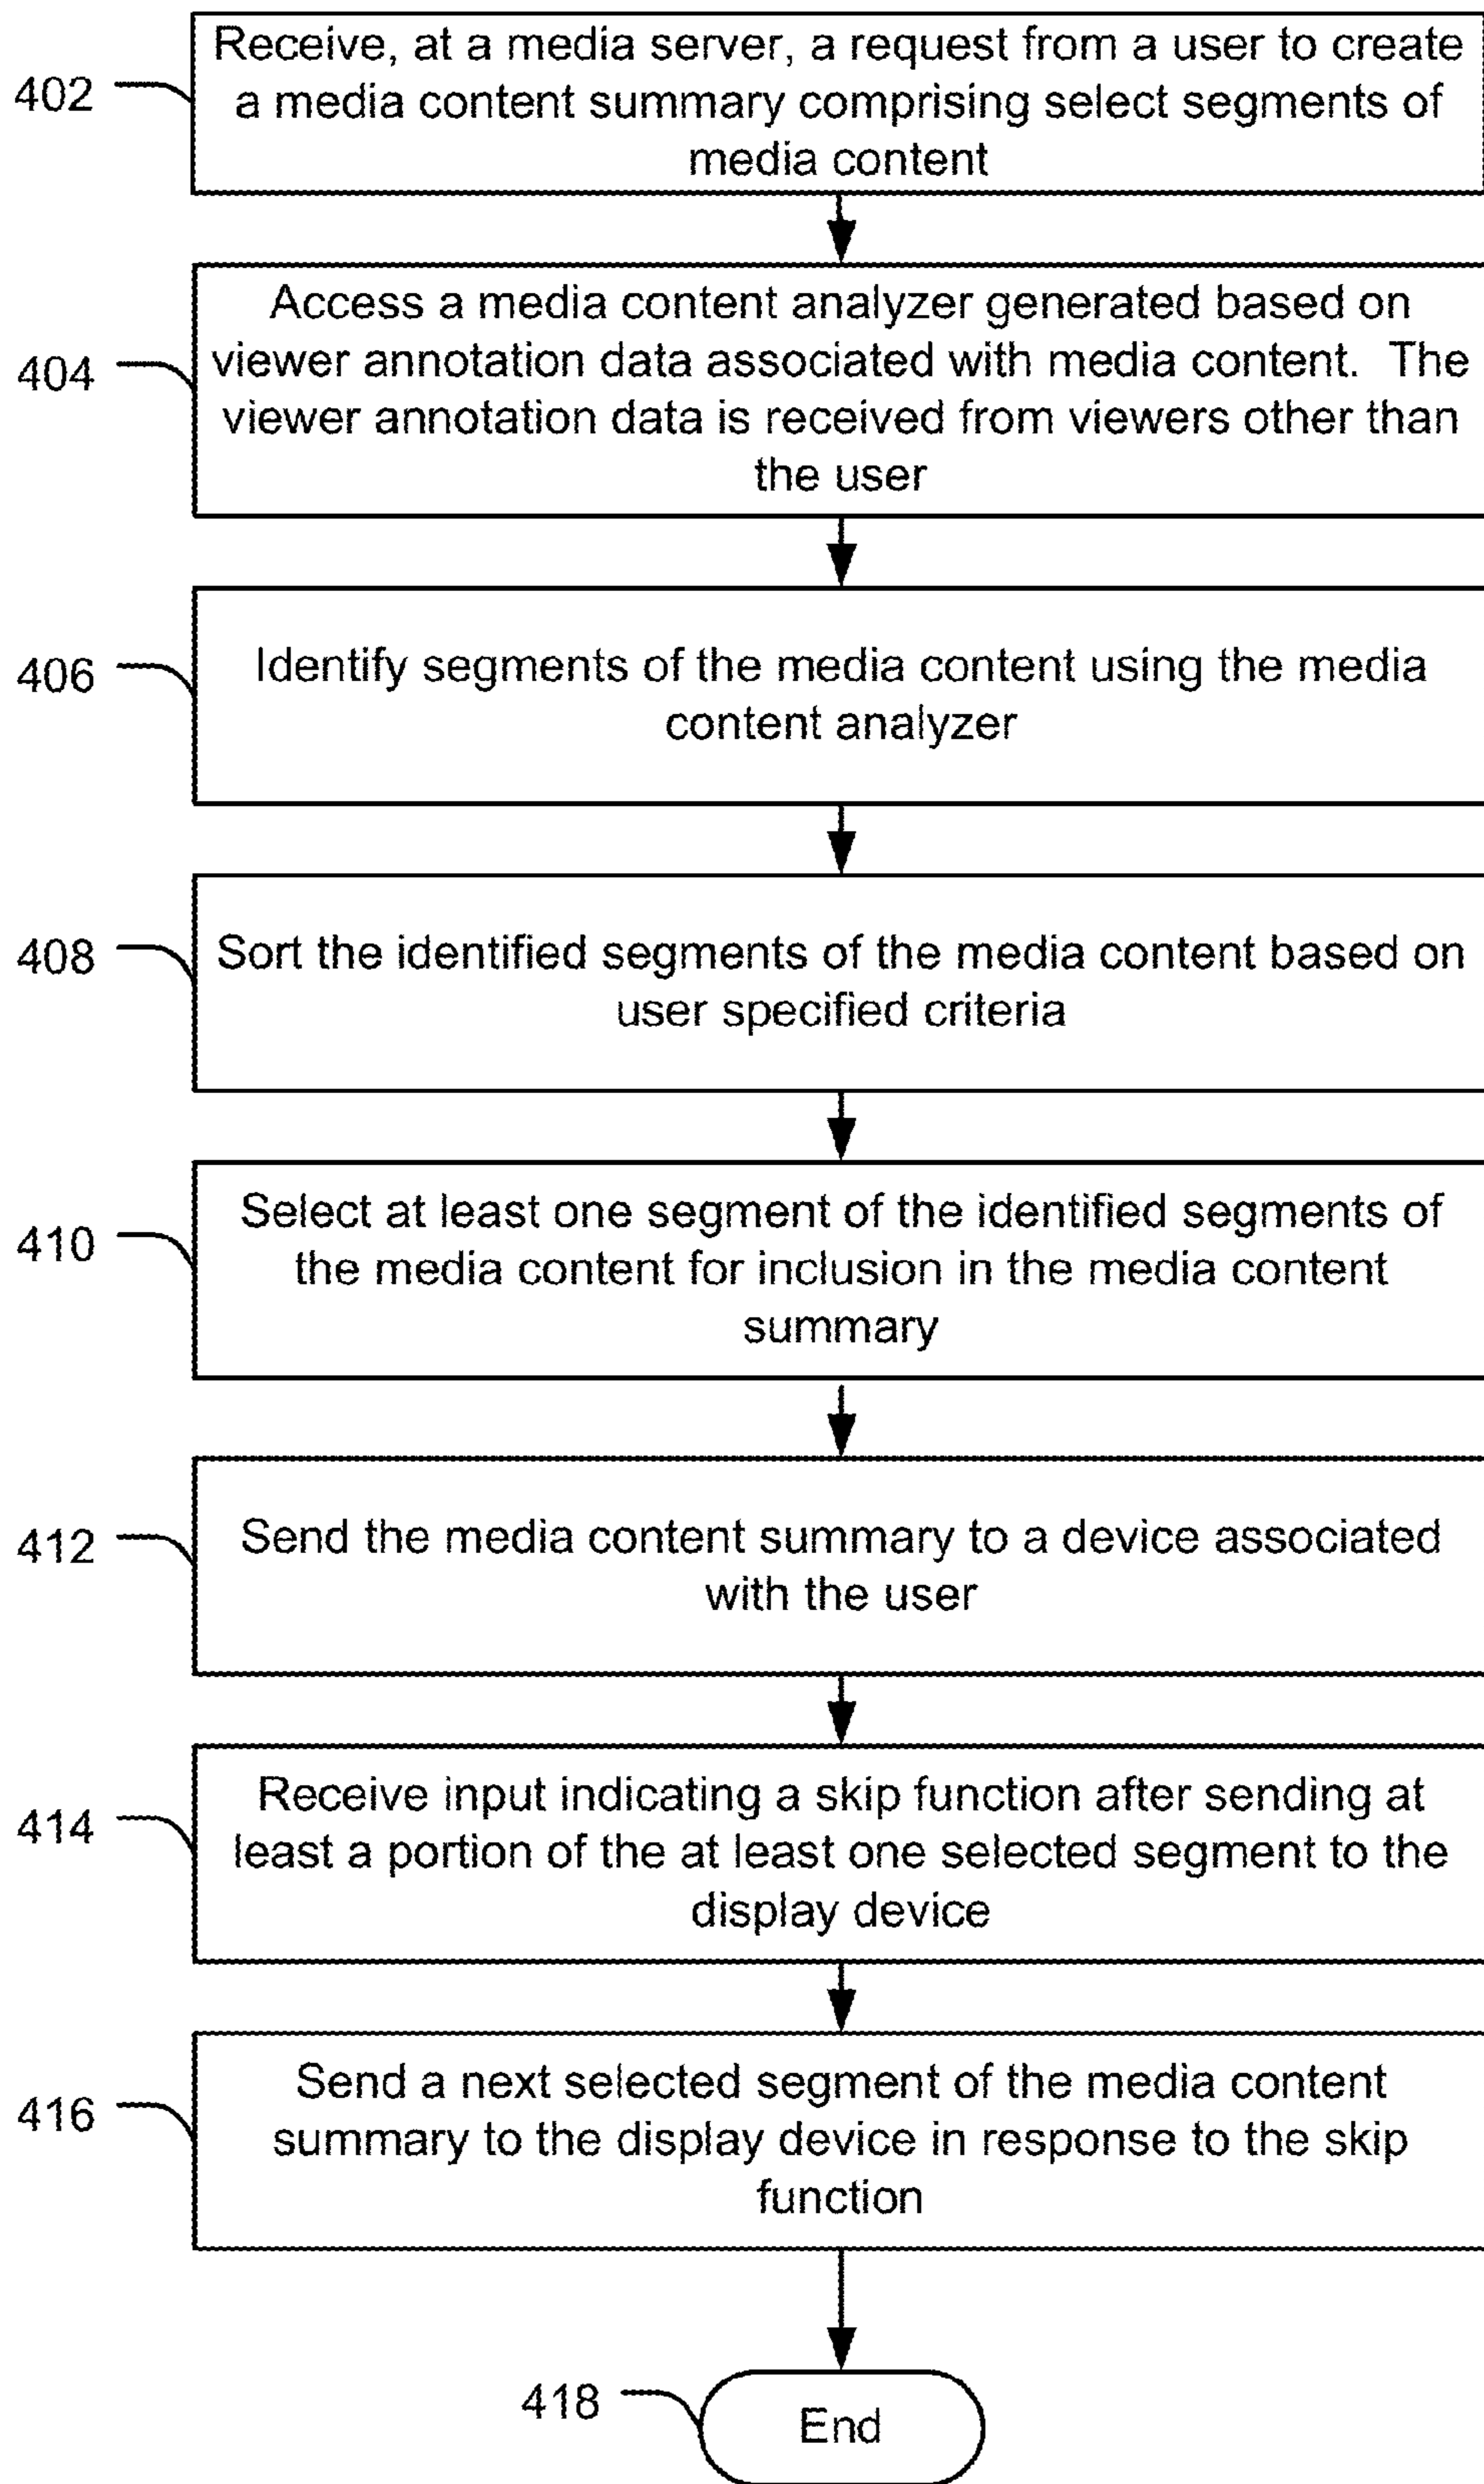 402
Receive, at a media server, a request from a user to create
a media content summary comprising select segments of
media content
404
Access a media content analyzer generated based on
viewer annotation data associated with media content. The
viewer annotation data is received from viewers other than
the user
406
Identify segments of the media content using the media
content analyzer
408
Sort the identified segments of the media content based on
user specified criteria
410
Select at least one segment of the identified segments of
the media content for inclusion in the media content
summary
412
Send the media content summary to a device associated
with the user
414
Receive input indicating a skip function after sending at
least a portion of the at least one selected segment to the
display device
416
Send a next selected segment of the media content
summary to the display device in response to the skip
function
418
End